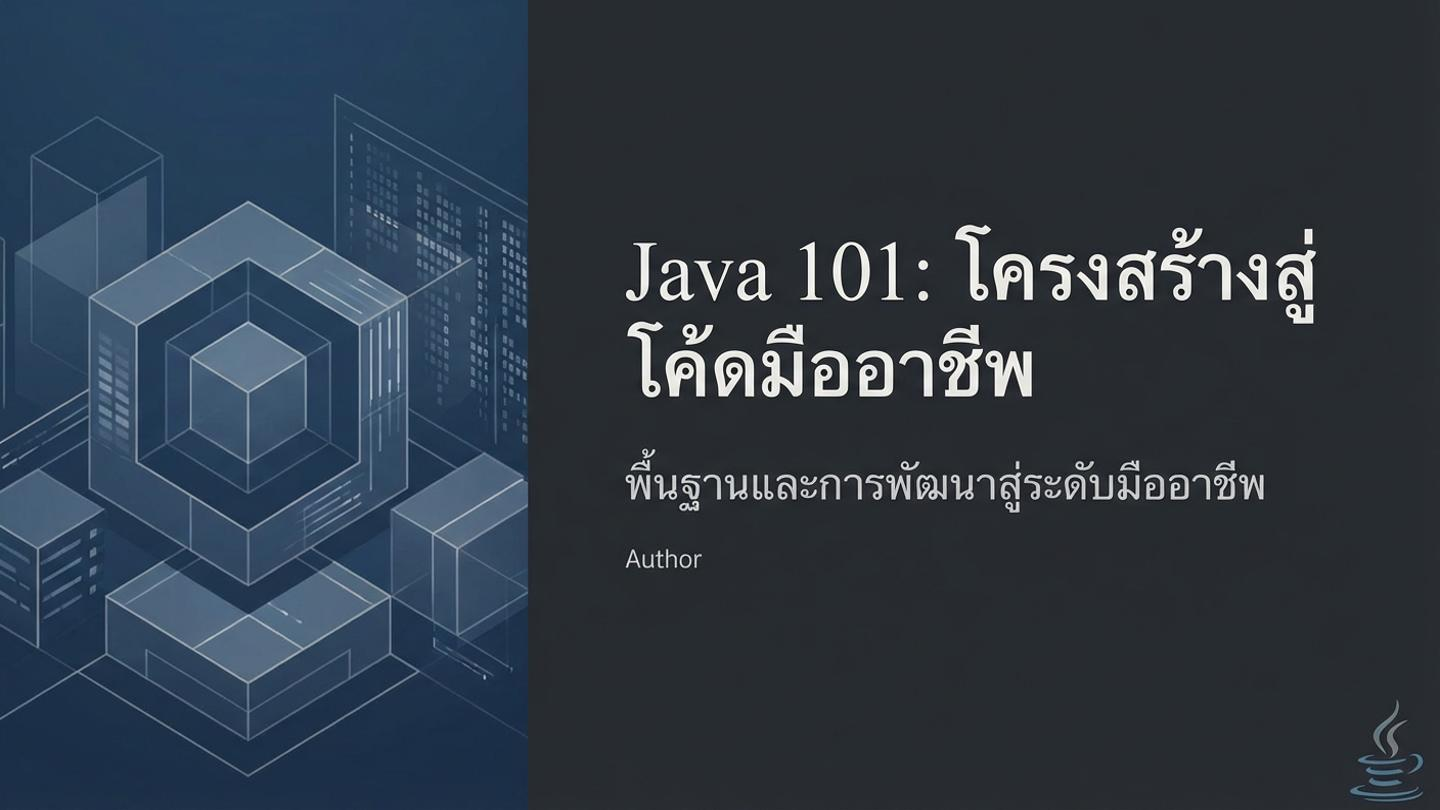 Java 101: โครงสร้างสู่
โค้ดมืออาชีพ
พื้นฐานและการพัฒนาสู่ระดับมืออาชีพ
Author